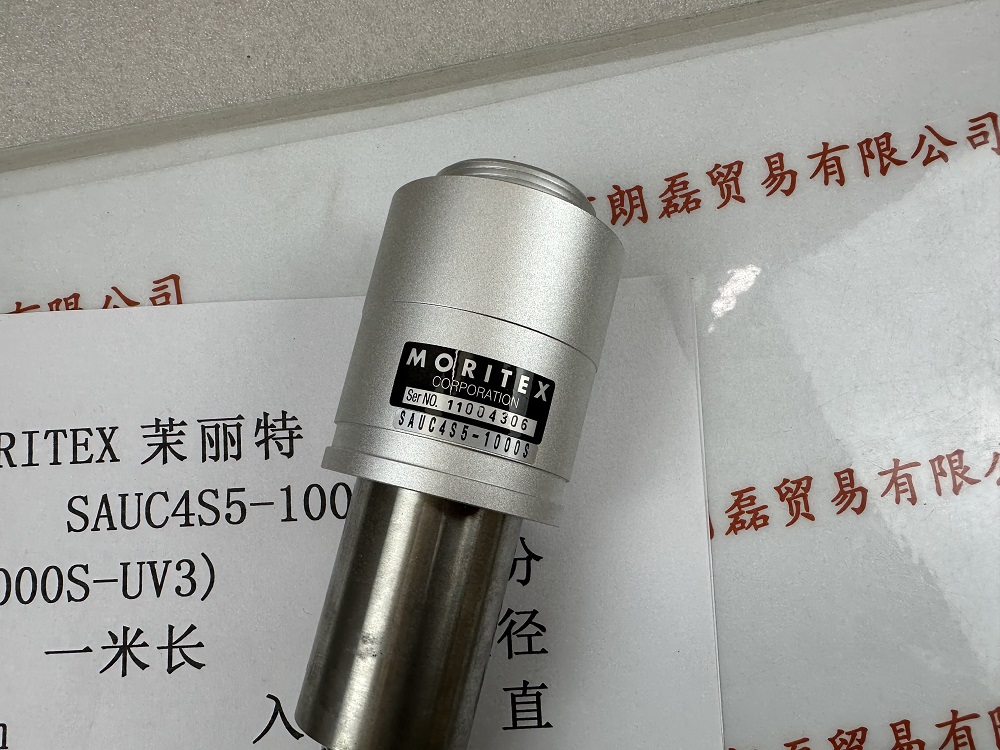 朗磊贸易有限公司
有限公司
MORITEX
CORPORATION
Ser NO. 11004306
SAUC4S5-1000S
RITEX 茉丽特
SAUC4S5-100
000S-UV3)
分
一米长
径
入
直
磊贸易有限公司
贸易有限公司